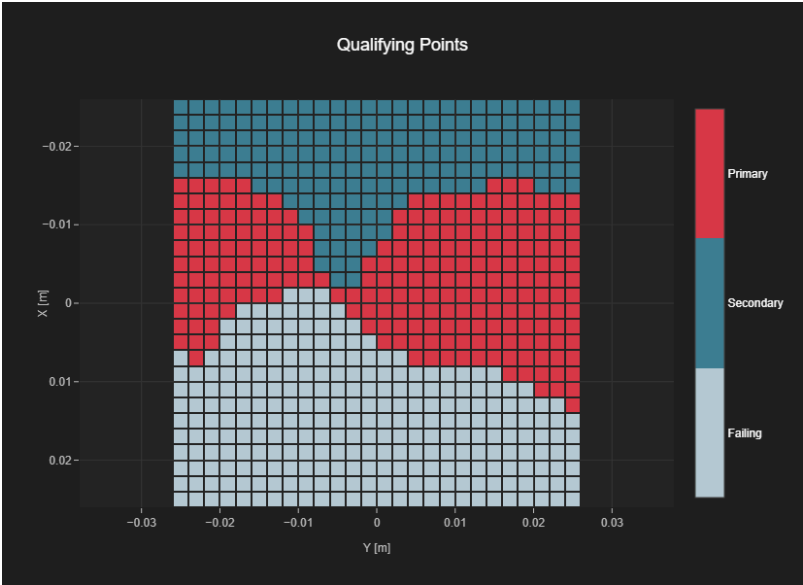 Qualifying Points
Primary
Secondary
Failing
−0.02
−0.01
0
0.01
0.02
X [m]
−0.03
−0.02
−0.01
0
0.01
0.02
0.03
Y [m]